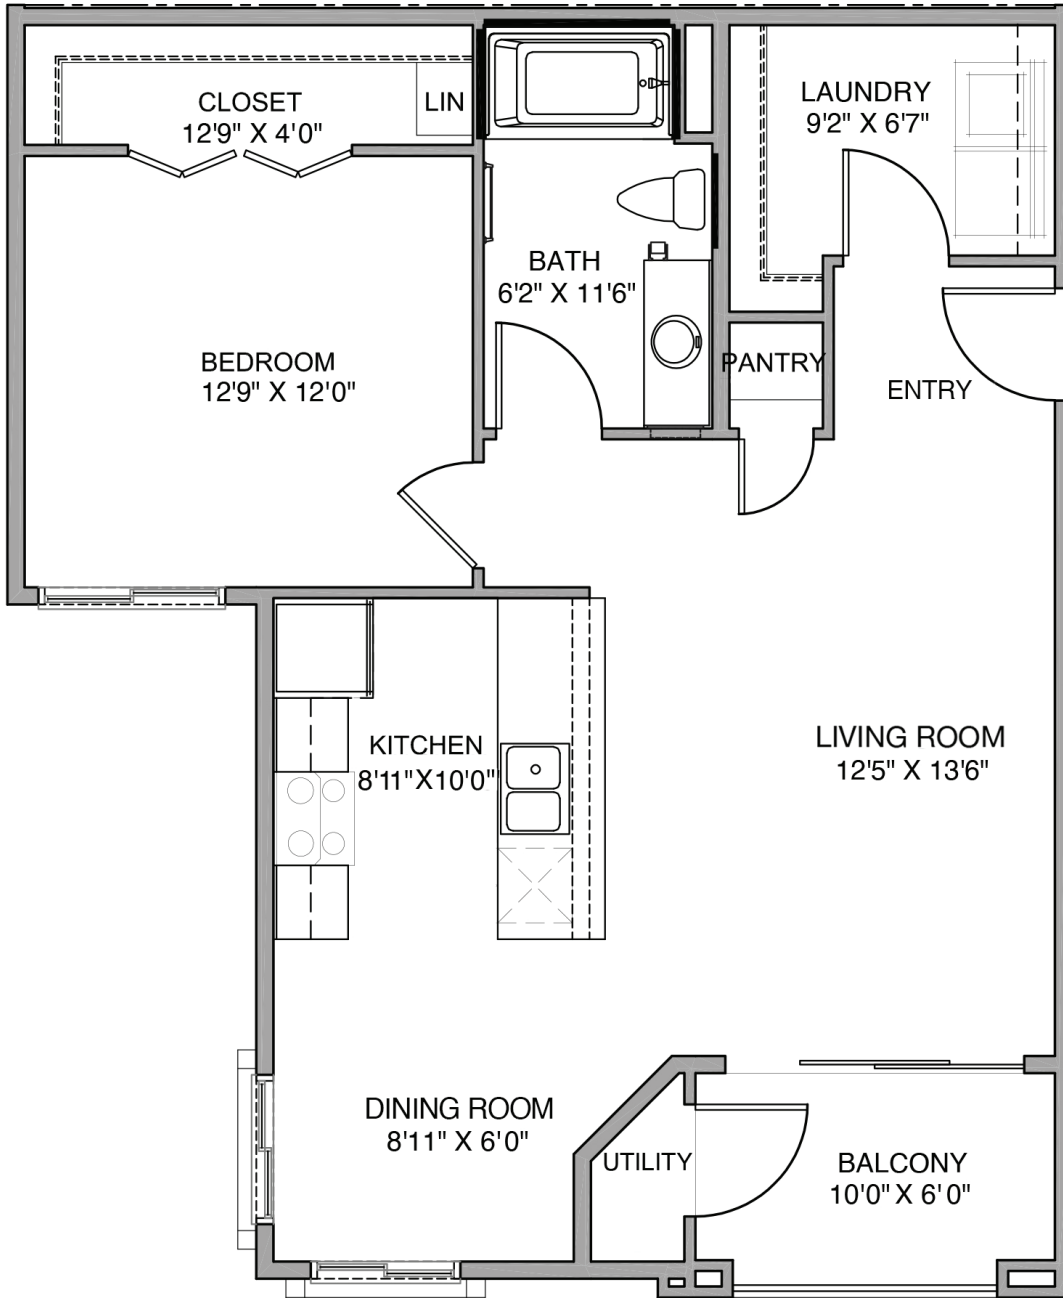 CLOSET
12'9" X 4'0"
LIN
LAUNDRY
9'2" X 6'7"
BATH
6'2" X 11'6"
BEDROOM
12'9" X 12'0"
PANTRY
ENTRY
KITCHEN
8'11"X10'0"
LIVING ROOM
12'5" X 13'6"
DINING ROOM
8'11" X 6'0"
UTILITY
BALCONY
10'0" X 6'0"